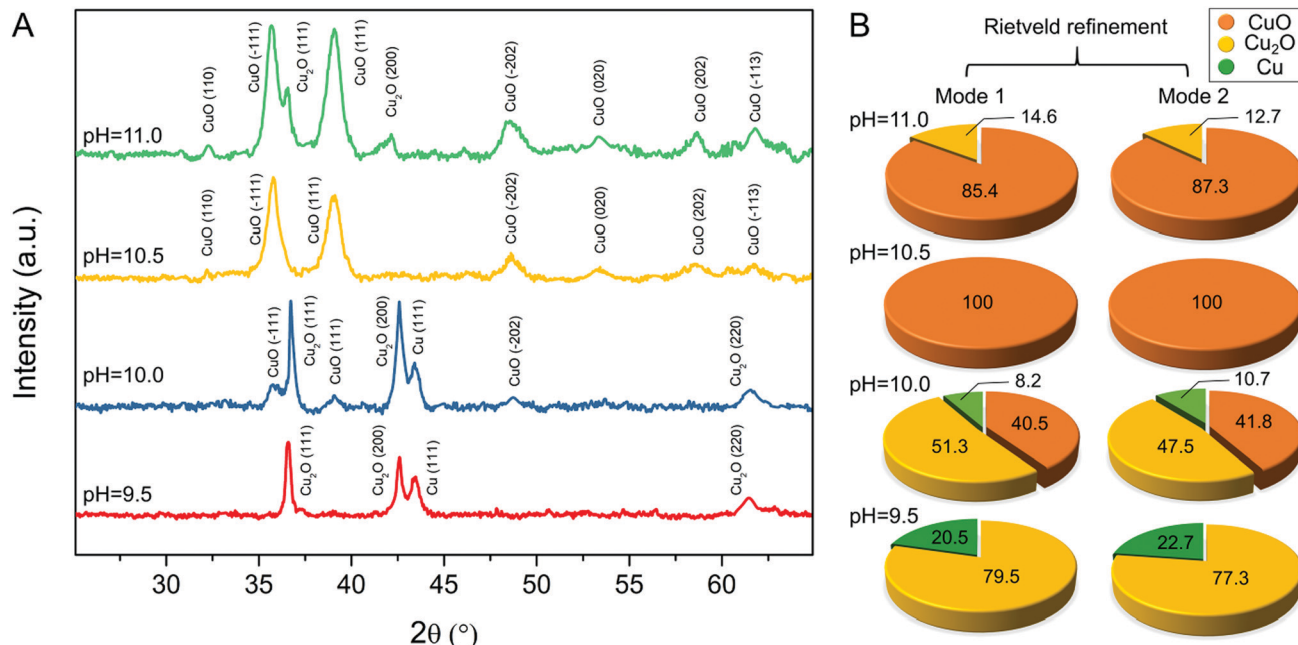 A
Intensity (a.u.)
pH=11.0
CuO (110)
CuO (-111)
Cu₂O (111)
CuO (111)
Cu₂O (200)
CuO (-202)
CuO (020)
CuO (202)
CuO (-113)
pH=10.5
CuO (110)
CuO (-111)
CuO (111)
CuO (-202)
CuO (020)
CuO (202)
CuO (-113)
pH=10.0
CuO (-111)
Cu₂O (111)
CuO (111)
Cu₂O (200)
Cu (111)
CuO (-202)
Cu₂O (220)
pH=9.5
Cu₂O (111)
Cu₂O (200)
Cu (111)
Cu₂O (220)
30 35 40 45 50 55 60
2θ (°)
B
Rietveld refinement
CuO
Cu₂O
Cu
Mode 1 Mode 2
pH=11.0
14.6
85.4
12.7
87.3
pH=10.5
100
100
pH=10.0
8.2
51.3
40.5
10.7
47.5
41.8
pH=9.5
20.5
79.5
22.7
77.3